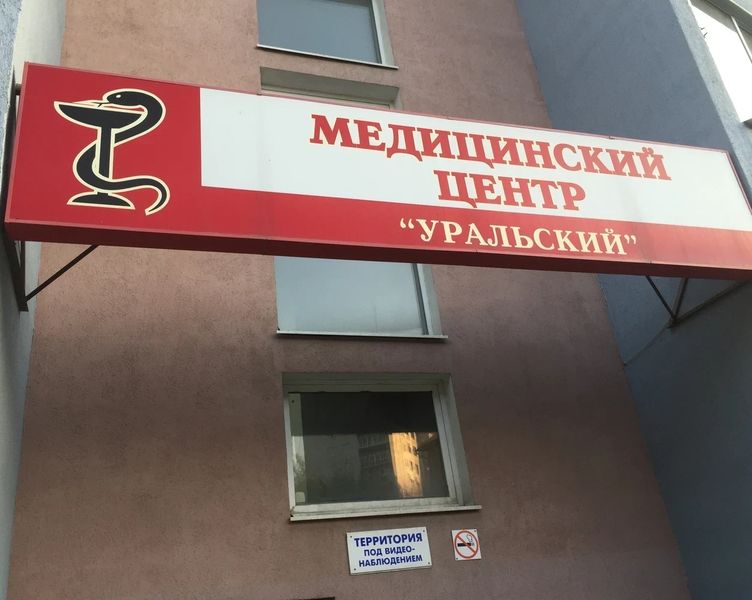 МЕДИЦИНСКИЙ
ЦЕНТР
“УРАЛЬСКИЙ”
ТЕРРИТОРИЯ
ПОД ВИДЕО-
НАБЛЮДЕНИЕМ